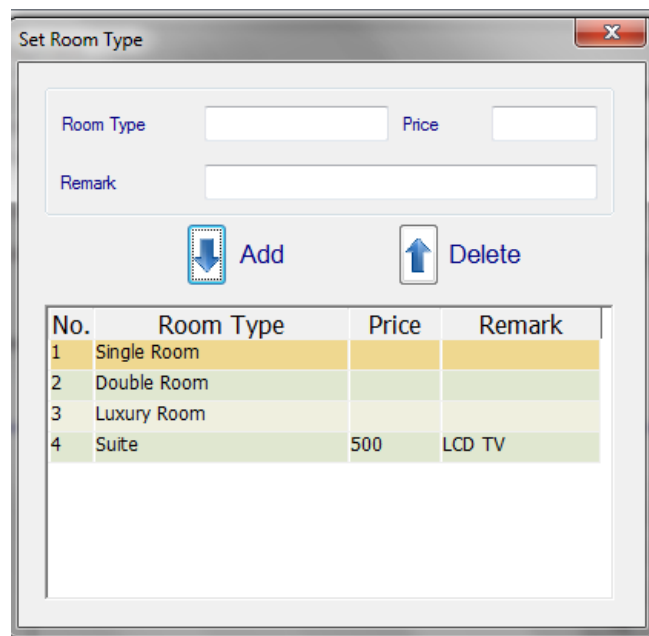 Set Room Type
Room Type Price
Remark
Add Delete
No. Room Type Price Remark
1 Single Room
2 Double Room
3 Luxury Room
4 Suite 500 LCD TV